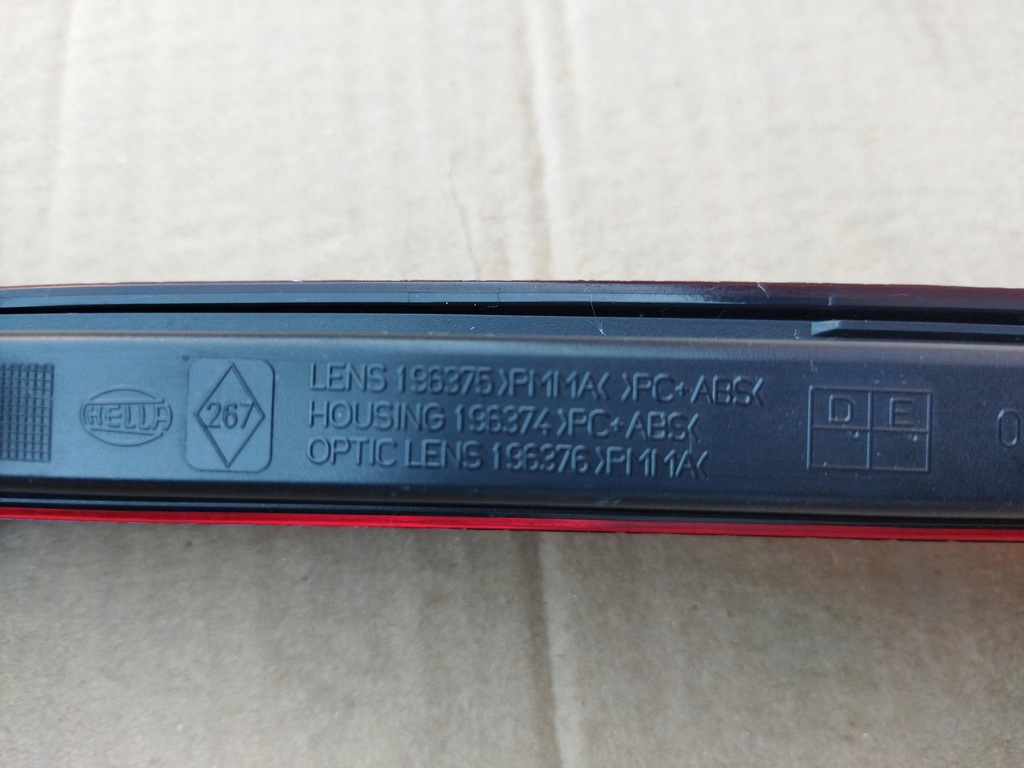 HELLA
267
LENS 196375 >PMMA< >PC+ABS<
HOUSING 196374 >PC+ABS<
OPTIC LENS 196376 >PMMA<
D E